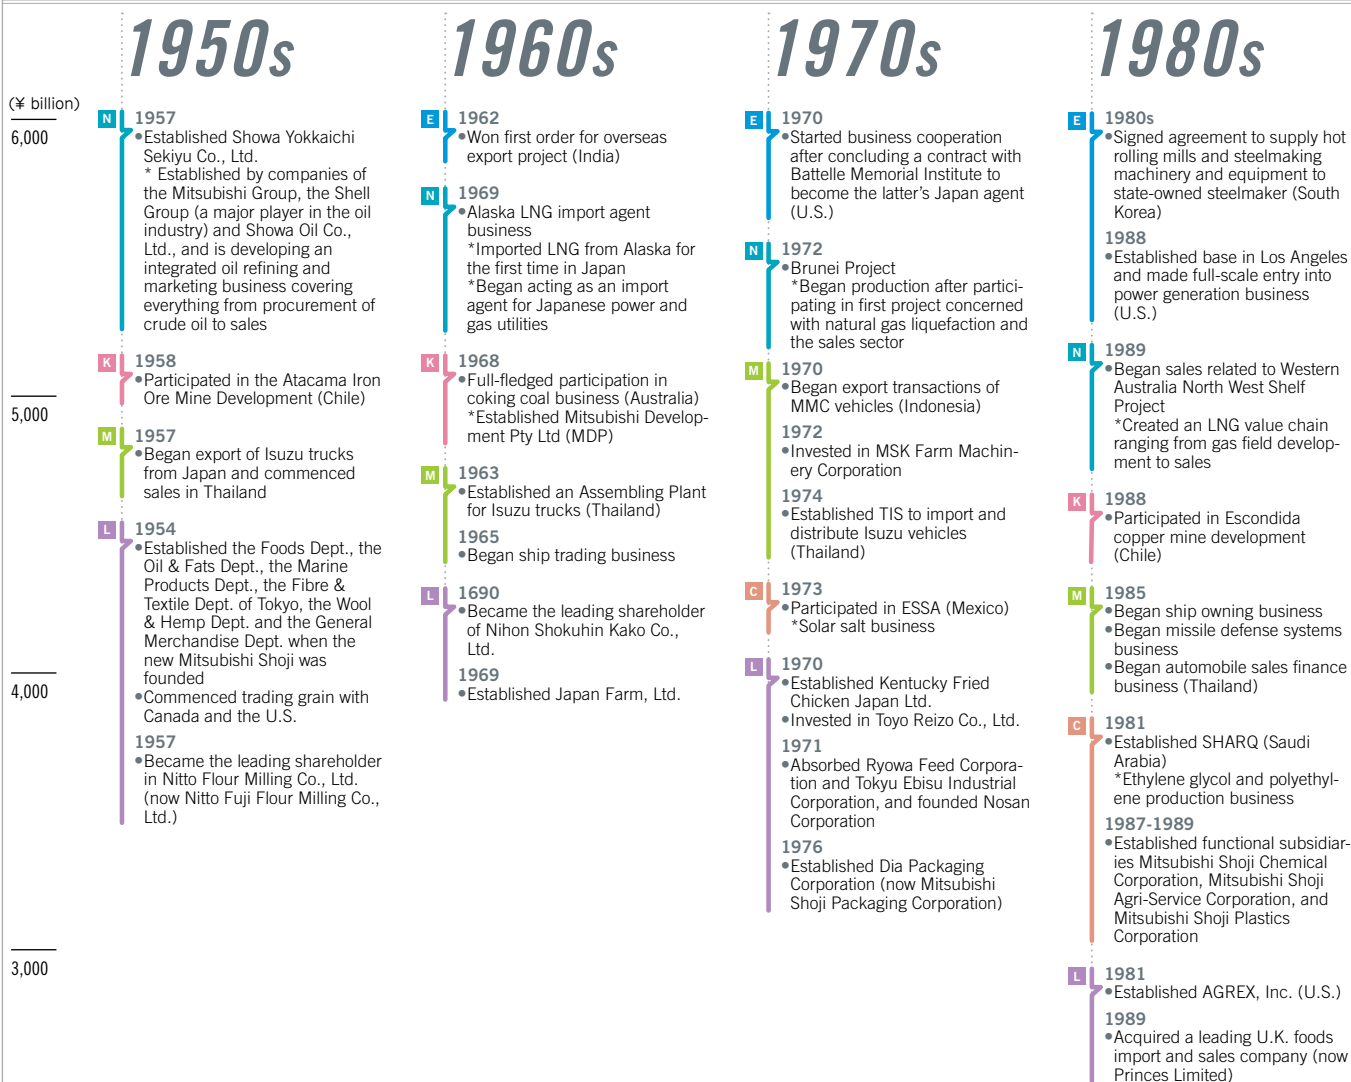 1950s
1960s
1970s
1980s
(¥ billion)
6,000
5,000
4,000
3,000
N
1957
•Established Showa Yokkaichi
Sekiyu Co., Ltd.
* Established by companies of
the Mitsubishi Group, the Shell
Group (a major player in the oil
industry) and Showa Oil Co.,
Ltd., and is developing an
integrated oil refining and
marketing business covering
everything from procurement of
crude oil to sales
K
1958
•Participated in the Atacama Iron
Ore Mine Development (Chile)
M
1957
•Began export of Isuzu trucks
from Japan and commenced
sales in Thailand
L
1954
•Established the Foods Dept., the
Oil & Fats Dept., the Marine
Products Dept., the Fibre &
Textile Dept. of Tokyo, the Wool
& Hemp Dept. and the General
Merchandise Dept. when the
new Mitsubishi Shoji was
founded
•Commenced trading grain with
Canada and the U.S.
1957
•Became the leading shareholder
in Nitto Flour Milling Co., Ltd.
(now Nitto Fuji Flour Milling Co.,
Ltd.)
E
1962
•Won first order for overseas
export project (India)
N
1969
•Alaska LNG import agent
business
*Imported LNG from Alaska for
the first time in Japan
*Began acting as an import
agent for Japanese power and
gas utilities
K
1968
•Full-fledged participation in
coking coal business (Australia)
*Established Mitsubishi Develop-
ment Pty Ltd (MDP)
M
1963
•Established an Assembling Plant
for Isuzu trucks (Thailand)
1965
•Began ship trading business
L
1690
•Became the leading shareholder
of Nihon Shokuhin Kako Co.,
Ltd.
1969
•Established Japan Farm, Ltd.
E
1970
•Started business cooperation
after concluding a contract with
Battelle Memorial Institute to
become the latter's Japan agent
(U.S.)
N
1972
•Brunei Project
*Began production after partici-
pating in first project concerned
with natural gas liquefaction and
the sales sector
M
1970
•Began export transactions of
MMC vehicles (Indonesia)
1972
•Invested in MSK Farm Machin-
ery Corporation
1974
•Established TIS to import and
distribute Isuzu vehicles
(Thailand)
C
1973
•Participated in ESSA (Mexico)
*Solar salt business
L
1970
•Established Kentucky Fried
Chicken Japan Ltd.
•Invested in Toyo Reizo Co., Ltd.
1971
•Absorbed Ryowa Feed Corpora-
tion and Tokyu Ebisu Industrial
Corporation, and founded Nosan
Corporation
1976
•Established Dia Packaging
Corporation (now Mitsubishi
Shoji Packaging Corporation)
E
1980s
•Signed agreement to supply hot
rolling mills and steelmaking
machinery and equipment to
state-owned steelmaker (South
Korea)
1988
•Established base in Los Angeles
and made full-scale entry into
power generation business
(U.S.)
N
1989
•Began sales related to Western
Australia North West Shelf
Project
*Created an LNG value chain
ranging from gas field develop-
ment to sales
K
1988
•Participated in Escondida
copper mine development
(Chile)
M
1985
•Began ship owning business
•Began missile defense systems
business
•Began automobile sales finance
business (Thailand)
C
1981
•Established SHARQ (Saudi
Arabia)
*Ethylene glycol and polyethyl-
ene production business
1987-1989
•Established functional subsidiar-
ies Mitsubishi Shoji Chemical
Corporation, Mitsubishi Shoji
Agri-Service Corporation, and
Mitsubishi Shoji Plastics
Corporation
L
1981
•Established AGREX, Inc. (U.S.)
1989
•Acquired a leading U.K. foods
import and sales company (now
Princes Limited)